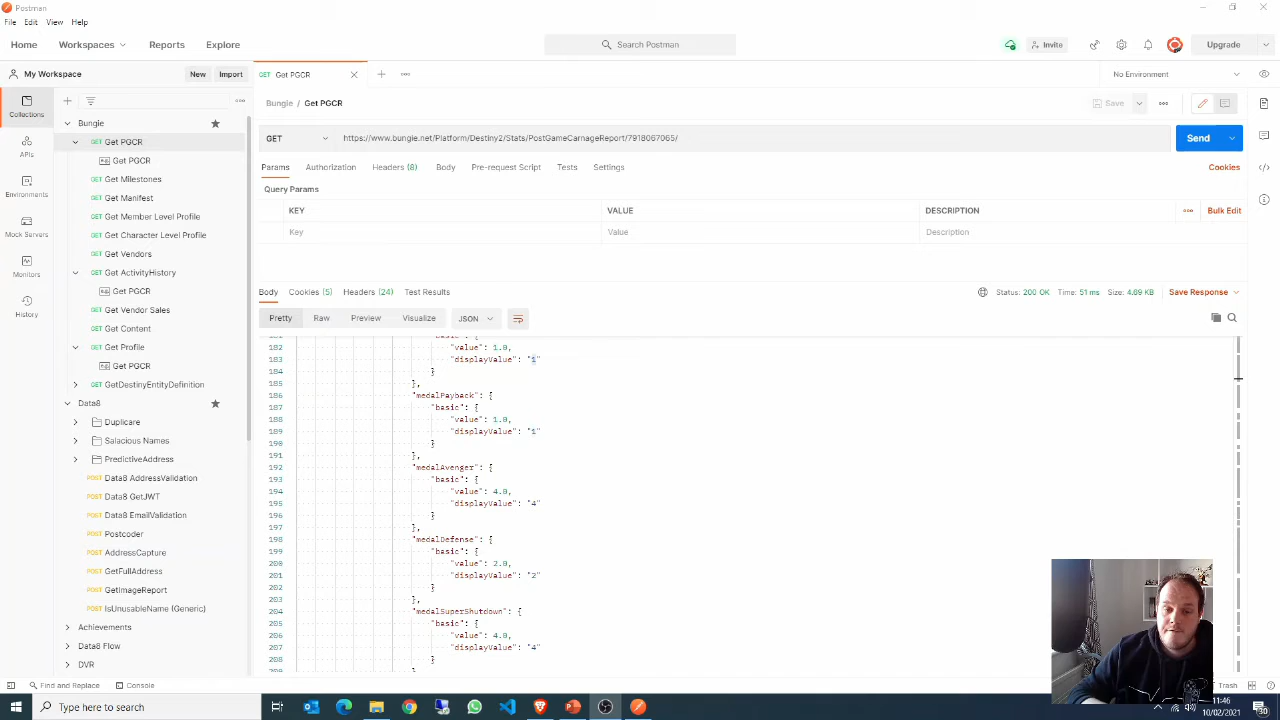 Postman
File Edit View Help
Home Workspaces Reports Explore Search Postman Invite Upgrade
My Workspace New Import GET Get PGCR No Environment
Collections
APIs
Environments
Mock Servers
Monitors
History
Bungie
GET Get PGCR
Get PGCR
GET Get Milestones
GET Get Manifest
GET Get Member Level Profile
GET Get Character Level Profile
GET Get Vendors
GET Get ActivityHistory
Get PGCR
GET Get Vendor Sales
GET Get Content
GET Get Profile
Get PGCR
GET GetDestinyEntityDefinition
Data8
Duplicare
Salacious Names
PredictiveAddress
POST Data8 AddressValidation
POST Data8 GetJWT
POST Data8 EmailValidation
POST Postcoder
POST AddressCapture
POST GetFullAddress
POST GetImageReport
POST IsUnusableName (Generic)
Achievements
Data8 Flow
DVR
Bungie / Get PGCR Save
GET https://www.bungie.net/Platform/Destiny2/Stats/PostGameCarnageReport/7918067065/ Send
Params Authorization Headers (8) Body Pre-request Script Tests Settings Cookies
Query Params
KEY VALUE DESCRIPTION Bulk Edit
Key Value Description
Body Cookies (5) Headers (24) Test Results Status: 200 OK Time: 51 ms Size: 4.69 KB Save Response
Pretty Raw Preview Visualize JSON
181 "basic": {
182 "value": 1.0,
183 "displayValue": "1"
184 }
185 },
186 "medalPayback": {
187 "basic": {
188 "value": 1.0,
189 "displayValue": "1"
190 }
191 },
192 "medalAvenger": {
193 "basic": {
194 "value": 4.0,
195 "displayValue": "4"
196 }
197 },
198 "medalDefense": {
199 "basic": {
200 "value": 2.0,
201 "displayValue": "2"
202 }
203 },
204 "medalSuperShutdown": {
205 "basic": {
206 "value": 4.0,
207 "displayValue": "4"
208 }
209 }
Find and Replace Console Trash
Type here to search
11:46
10/02/2021